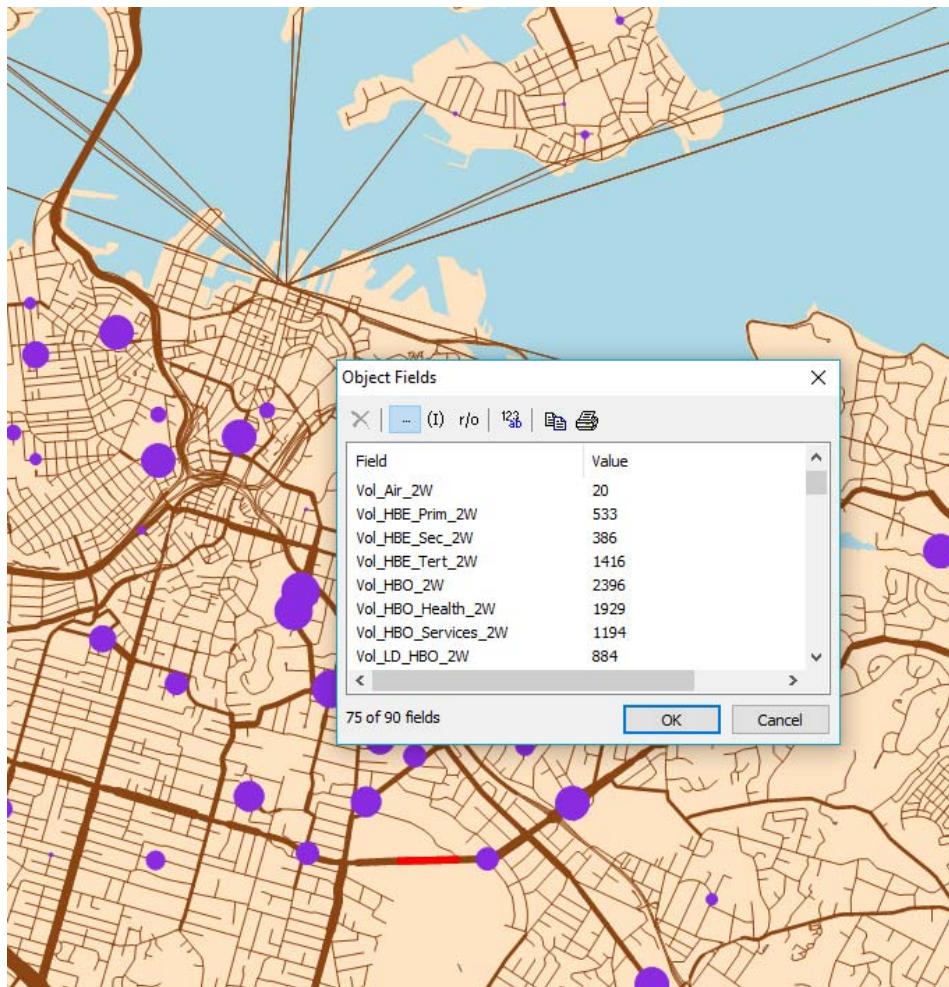 Object Fields
... (I) r/o 123 ab
Field Value
Vol_Air_2W 20
Vol_HBE_Prim_2W 533
Vol_HBE_Sec_2W 386
Vol_HBE_Tert_2W 1416
Vol_HBO_2W 2396
Vol_HBO_Health_2W 1929
Vol_HBO_Services_2W 1194
Vol_LD_HBO_2W 884
75 of 90 fields OK Cancel